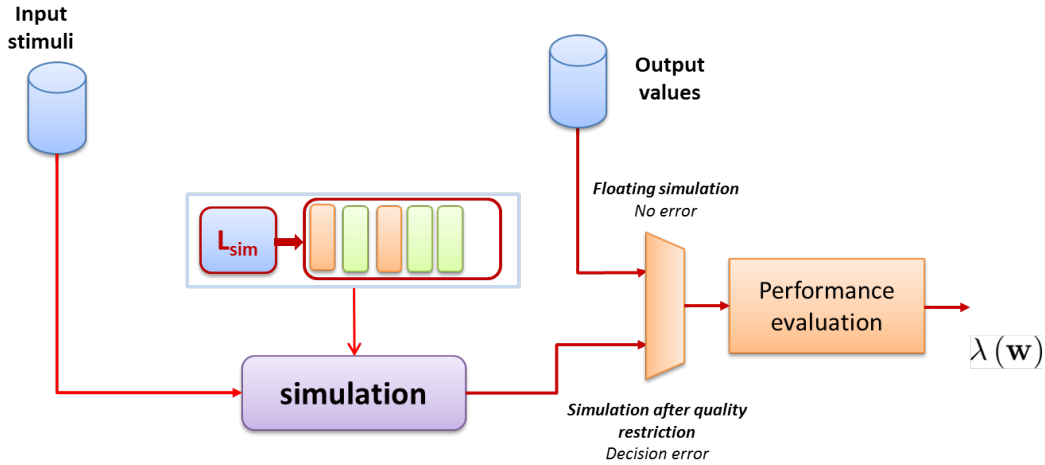 Input
stimuli
Output
values
Floating simulation
No error
Lsim
Performance
evaluation
λ (w)
simulation
Simulation after quality
restriction
Decision error